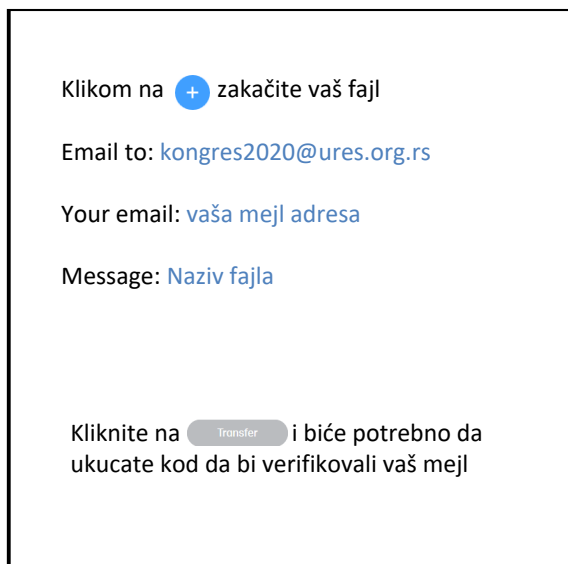 Klikom na + zakačite vaš fajl
Email to: kongres2020@ures.org.rs
Your email: vaša mejl adresa
Message: Naziv fajla
Kliknite na Transfer i biće potrebno da
ukucate kod da bi verifikovali vaš mejl